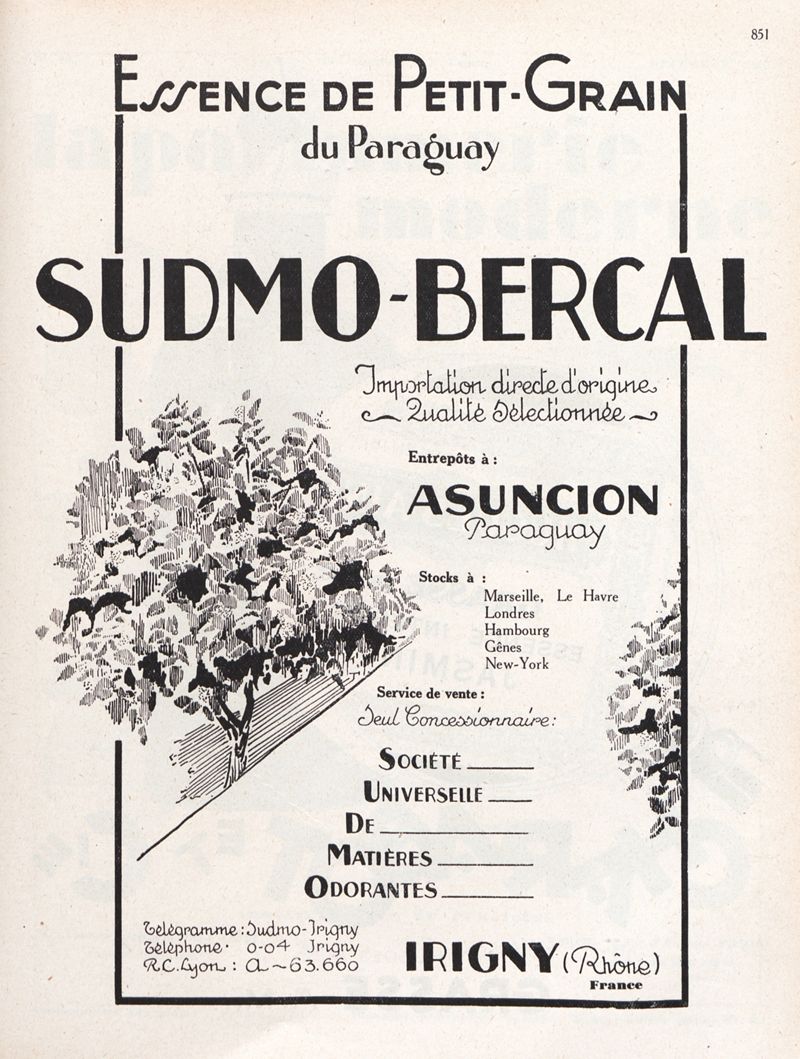 851
Essence de Petit-Grain
du Paraguay
SUDMO-BERCAL
Importation directe d'origine
Qualité Sélectionnée
Entrepôts à :
ASUNCION
Paraguay
Stocks à :
Marseille, Le Havre
Londres
Hambourg
Gênes
New-York
Service de vente :
Seul Concessionnaire :
Société
Universelle
De
Matières
Odorantes
Télégramme : Sudmo-Irigny
Téléphone · 0-04 Irigny
R.C. Lyon : A ~ 63.660
IRIGNY (Rhône)
France